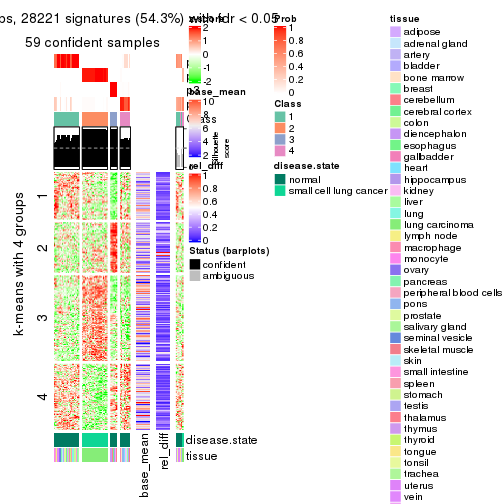 ps, 28221 signatures (54.3%) with fdr < 0.05
59 confident samples
p3
Class
1
2
3
4
k-means with 4 groups
disease.state
tissue
base_mean
rel_diff
2
1
0
-1
-2
base_mean
10
8
6
4
2
0
Silhouette
score
rel_diff
1
0.8
0.6
0.4
0.2
0
Status (barplots)
confident
ambiguous
Prob
1
0.8
0.6
0.4
0.2
0
Class
1
2
3
4
disease.state
normal
small cell lung cancer
tissue
adipose
adrenal gland
artery
bladder
bone marrow
breast
cerebellum
cerebral cortex
colon
diencephalon
esophagus
gallbadder
heart
hippocampus
kidney
liver
lung
lung carcinoma
lymph node
macrophage
monocyte
ovary
pancreas
peripheral blood cells
pons
prostate
salivary gland
seminal vesicle
skeletal muscle
skin
small intestine
spleen
stomach
testis
thalamus
thymus
thyroid
tongue
tonsil
trachea
uterus
vein